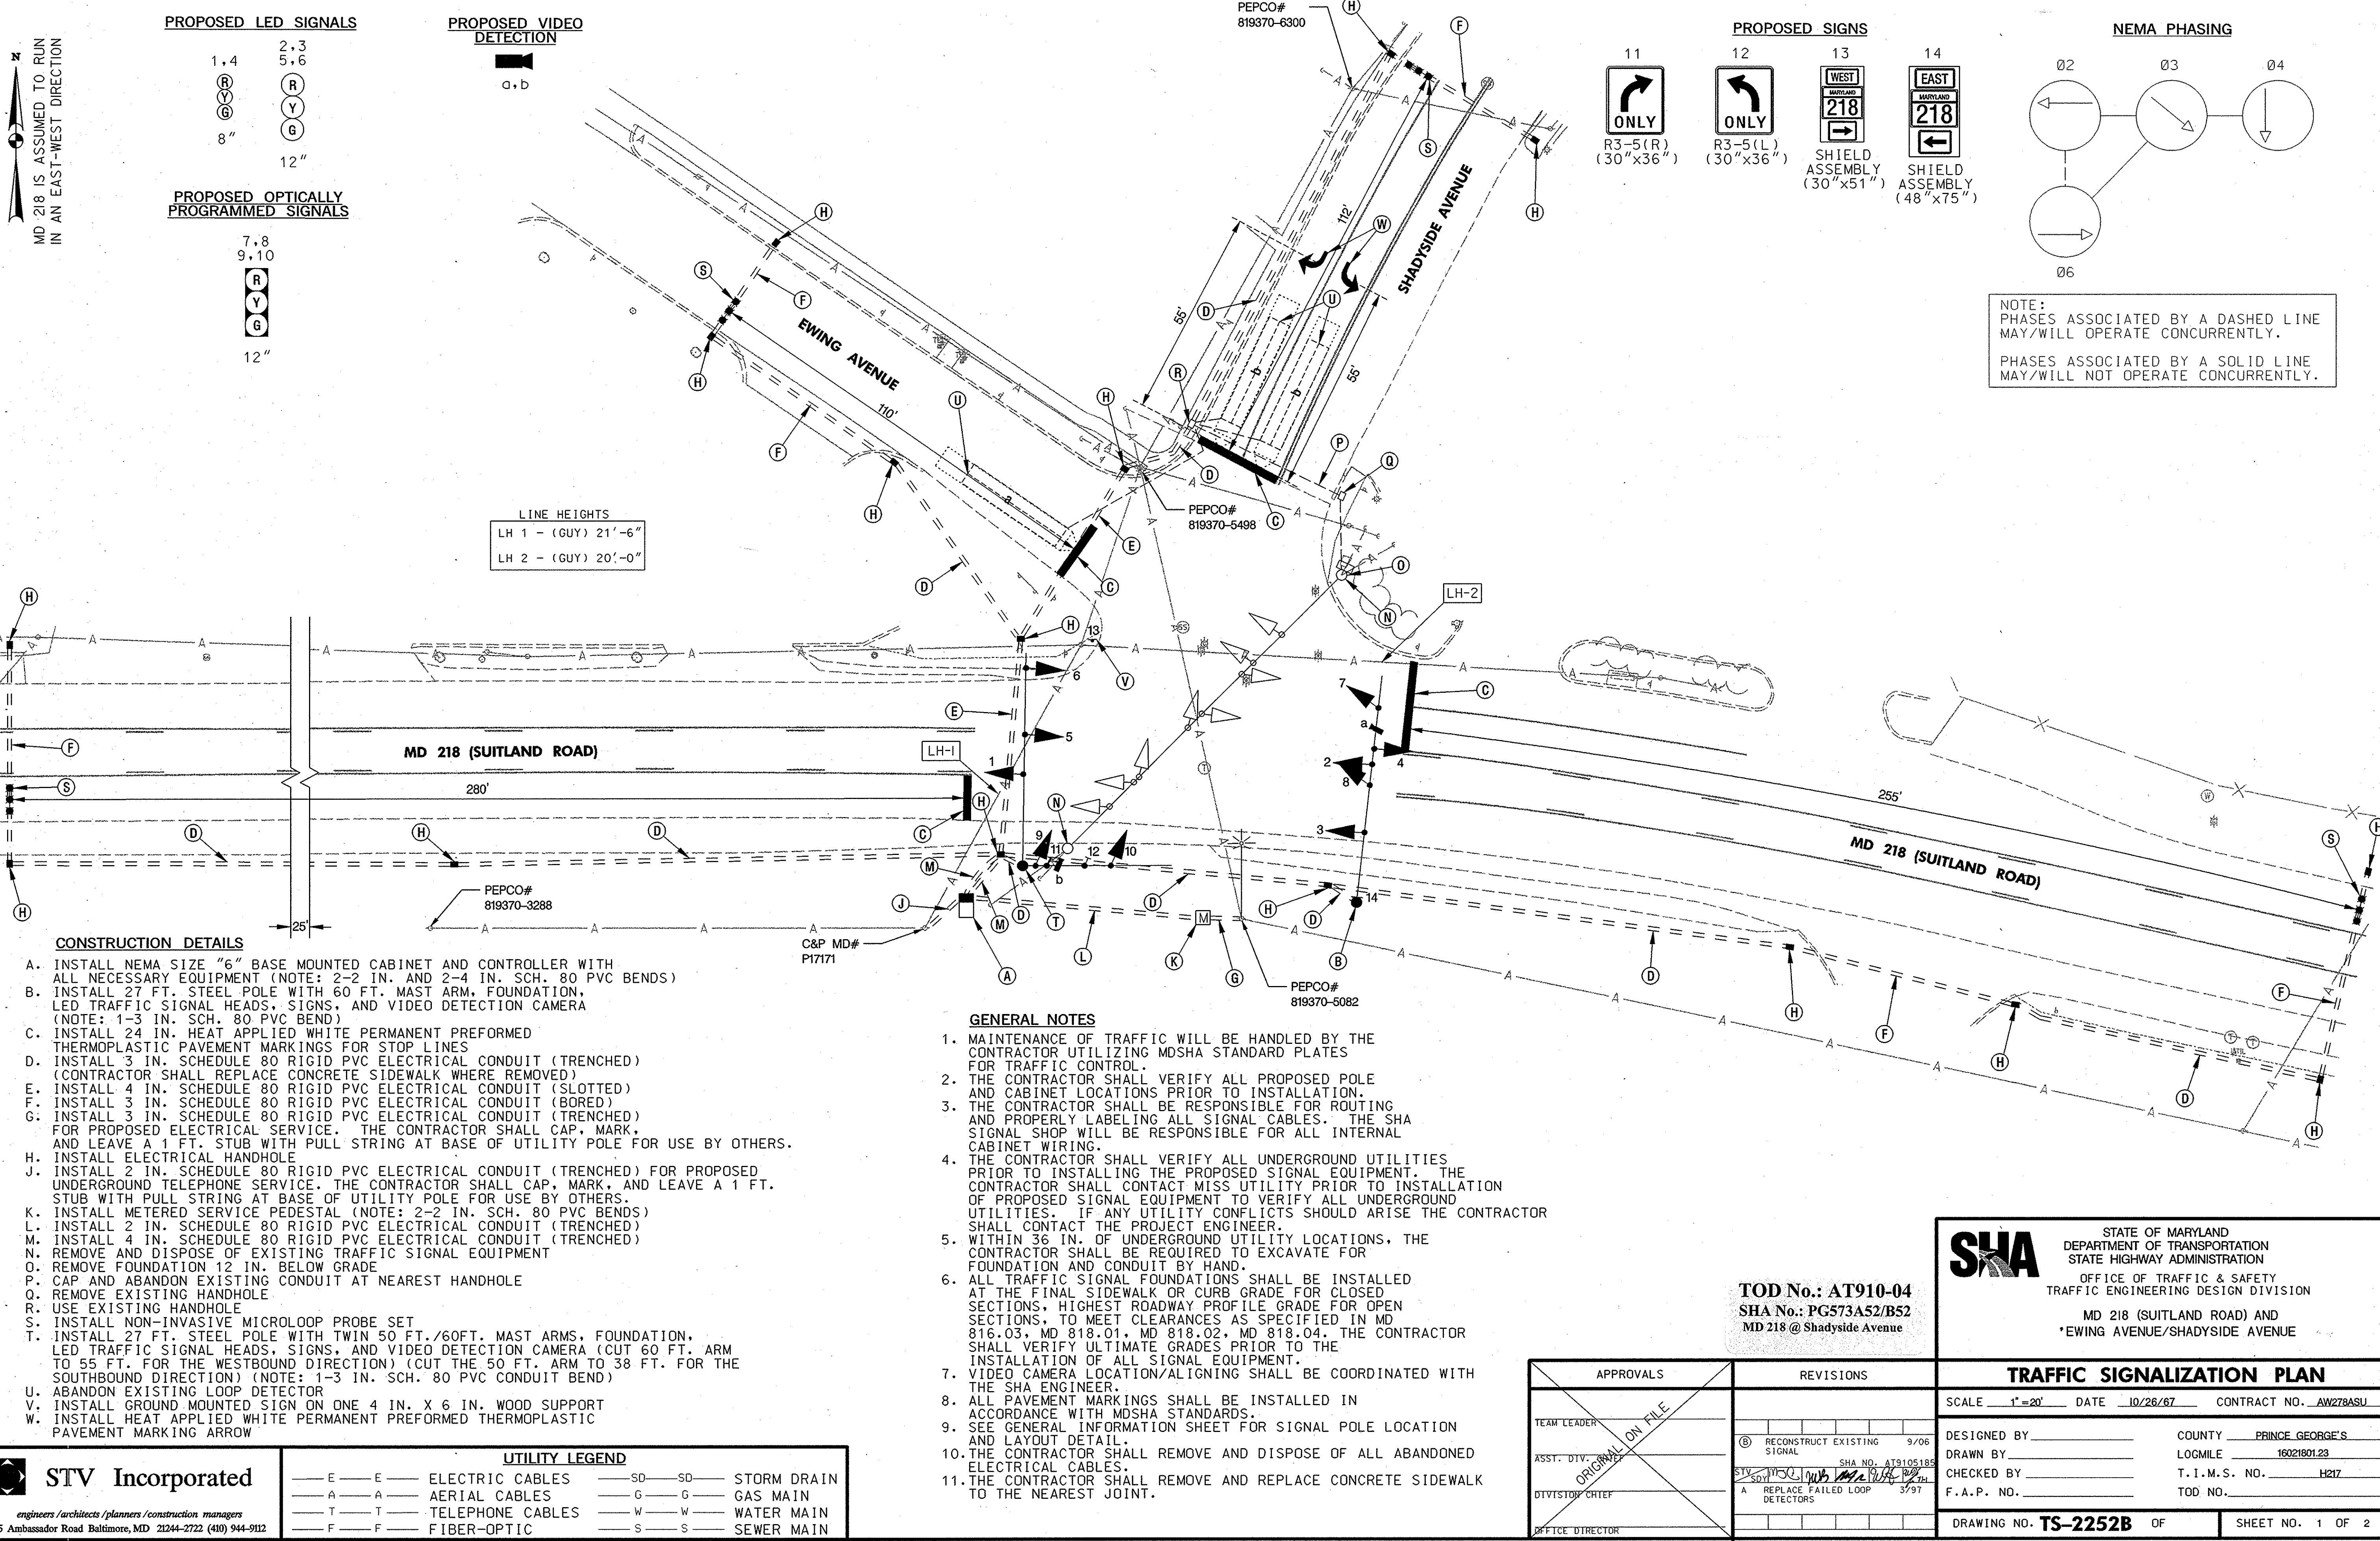 N
MD 218 IS ASSUMED TO RUN
IN AN EAST-WEST DIRECTION
PROPOSED LED SIGNALS
1,4
2,3
5,6
R
Y
G
R
Y
G
8"
12"
PROPOSED OPTICALLY
PROGRAMMED SIGNALS
7,8
9,10
R
Y
G
12"
PROPOSED VIDEO
DETECTION
a,b
PEPCO#
819370-6300
PROPOSED SIGNS
11
12
13
14
ONLY
ONLY
WEST
MARYLAND
218
EAST
MARYLAND
218
R3-5(R)
(30"x36")
R3-5(L)
(30"x36")
SHIELD
ASSEMBLY
(30"x51")
SHIELD
ASSEMBLY
(48"x75")
NEMA PHASING
Ø2
Ø3
Ø4
Ø6
NOTE:
PHASES ASSOCIATED BY A DASHED LINE
MAY/WILL OPERATE CONCURRENTLY.
PHASES ASSOCIATED BY A SOLID LINE
MAY/WILL NOT OPERATE CONCURRENTLY.
EWING AVENUE
110'
SHADYSIDE AVENUE
112'
55'
55'
LINE HEIGHTS
LH 1 - (GUY) 21'-6"
LH 2 - (GUY) 20'-0"
PEPCO#
819370-5498
LH-2
LH-1
MD 218 (SUITLAND ROAD)
280'
25'
255'
MD 218 (SUITLAND ROAD)
PEPCO#
819370-3288
C&P MD#
P17171
PEPCO#
819370-5082
CONSTRUCTION DETAILS
A. INSTALL NEMA SIZE "6" BASE MOUNTED CABINET AND CONTROLLER WITH
ALL NECESSARY EQUIPMENT (NOTE: 2-2 IN. AND 2-4 IN. SCH. 80 PVC BENDS)
B. INSTALL 27 FT. STEEL POLE WITH 60 FT. MAST ARM, FOUNDATION,
LED TRAFFIC SIGNAL HEADS, SIGNS, AND VIDEO DETECTION CAMERA
(NOTE: 1-3 IN. SCH. 80 PVC BEND)
C. INSTALL 24 IN. HEAT APPLIED WHITE PERMANENT PREFORMED
THERMOPLASTIC PAVEMENT MARKINGS FOR STOP LINES
D. INSTALL 3 IN. SCHEDULE 80 RIGID PVC ELECTRICAL CONDUIT (TRENCHED)
(CONTRACTOR SHALL REPLACE CONCRETE SIDEWALK WHERE REMOVED)
E. INSTALL 4 IN. SCHEDULE 80 RIGID PVC ELECTRICAL CONDUIT (SLOTTED)
F. INSTALL 3 IN. SCHEDULE 80 RIGID PVC ELECTRICAL CONDUIT (BORED)
G. INSTALL 3 IN. SCHEDULE 80 RIGID PVC ELECTRICAL CONDUIT (TRENCHED)
FOR PROPOSED ELECTRICAL SERVICE. THE CONTRACTOR SHALL CAP, MARK,
AND LEAVE A 1 FT. STUB WITH PULL STRING AT BASE OF UTILITY POLE FOR USE BY OTHERS.
H. INSTALL ELECTRICAL HANDHOLE
J. INSTALL 2 IN. SCHEDULE 80 RIGID PVC ELECTRICAL CONDUIT (TRENCHED) FOR PROPOSED
UNDERGROUND TELEPHONE SERVICE. THE CONTRACTOR SHALL CAP, MARK, AND LEAVE A 1 FT.
STUB WITH PULL STRING AT BASE OF UTILITY POLE FOR USE BY OTHERS.
K. INSTALL METERED SERVICE PEDESTAL (NOTE: 2-2 IN. SCH. 80 PVC BENDS)
L. INSTALL 2 IN. SCHEDULE 80 RIGID PVC ELECTRICAL CONDUIT (TRENCHED)
M. INSTALL 4 IN. SCHEDULE 80 RIGID PVC ELECTRICAL CONDUIT (TRENCHED)
N. REMOVE AND DISPOSE OF EXISTING TRAFFIC SIGNAL EQUIPMENT
O. REMOVE FOUNDATION 12 IN. BELOW GRADE
P. CAP AND ABANDON EXISTING CONDUIT AT NEAREST HANDHOLE
Q. REMOVE EXISTING HANDHOLE
R. USE EXISTING HANDHOLE
S. INSTALL NON-INVASIVE MICROLOOP PROBE SET
T. INSTALL 27 FT. STEEL POLE WITH TWIN 50 FT./60FT. MAST ARMS, FOUNDATION,
LED TRAFFIC SIGNAL HEADS, SIGNS, AND VIDEO DETECTION CAMERA (CUT 60 FT. ARM
TO 55 FT. FOR THE WESTBOUND DIRECTION) (CUT THE 50 FT. ARM TO 38 FT. FOR THE
SOUTHBOUND DIRECTION) (NOTE: 1-3 IN. SCH. 80 PVC CONDUIT BEND)
U. ABANDON EXISTING LOOP DETECTOR
V. INSTALL GROUND MOUNTED SIGN ON ONE 4 IN. X 6 IN. WOOD SUPPORT
W. INSTALL HEAT APPLIED WHITE PERMANENT PREFORMED THERMOPLASTIC
PAVEMENT MARKING ARROW
GENERAL NOTES
1. MAINTENANCE OF TRAFFIC WILL BE HANDLED BY THE
CONTRACTOR UTILIZING MDSHA STANDARD PLATES
FOR TRAFFIC CONTROL.
2. THE CONTRACTOR SHALL VERIFY ALL PROPOSED POLE
AND CABINET LOCATIONS PRIOR TO INSTALLATION.
3. THE CONTRACTOR SHALL BE RESPONSIBLE FOR ROUTING
AND PROPERLY LABELING ALL SIGNAL CABLES. THE SHA
SIGNAL SHOP WILL BE RESPONSIBLE FOR ALL INTERNAL
CABINET WIRING.
4. THE CONTRACTOR SHALL VERIFY ALL UNDERGROUND UTILITIES
PRIOR TO INSTALLING THE PROPOSED SIGNAL EQUIPMENT. THE
CONTRACTOR SHALL CONTACT MISS UTILITY PRIOR TO INSTALLATION
OF PROPOSED SIGNAL EQUIPMENT TO VERIFY ALL UNDERGROUND
UTILITIES. IF ANY UTILITY CONFLICTS SHOULD ARISE THE CONTRACTOR
SHALL CONTACT THE PROJECT ENGINEER.
5. WITHIN 36 IN. OF UNDERGROUND UTILITY LOCATIONS, THE
CONTRACTOR SHALL BE REQUIRED TO EXCAVATE FOR
FOUNDATION AND CONDUIT BY HAND.
6. ALL TRAFFIC SIGNAL FOUNDATIONS SHALL BE INSTALLED
AT THE FINAL SIDEWALK OR CURB GRADE FOR CLOSED
SECTIONS, HIGHEST ROADWAY PROFILE GRADE FOR OPEN
SECTIONS, TO MEET CLEARANCES AS SPECIFIED IN MD
816.03, MD 818.01, MD 818.02, MD 818.04. THE CONTRACTOR
SHALL VERIFY ULTIMATE GRADES PRIOR TO THE
INSTALLATION OF ALL SIGNAL EQUIPMENT.
7. VIDEO CAMERA LOCATION/ALIGNING SHALL BE COORDINATED WITH
THE SHA ENGINEER.
8. ALL PAVEMENT MARKINGS SHALL BE INSTALLED IN
ACCORDANCE WITH MDSHA STANDARDS.
9. SEE GENERAL INFORMATION SHEET FOR SIGNAL POLE LOCATION
AND LAYOUT DETAIL.
10. THE CONTRACTOR SHALL REMOVE AND DISPOSE OF ALL ABANDONED
ELECTRICAL CABLES.
11. THE CONTRACTOR SHALL REMOVE AND REPLACE CONCRETE SIDEWALK
TO THE NEAREST JOINT.
STV Incorporated
engineers/architects/planners/construction managers
5 Ambassador Road Baltimore, MD 21244-2722 (410) 944-9112
UTILITY LEGEND
E E ELECTRIC CABLES
A A AERIAL CABLES
T T TELEPHONE CABLES
F F FIBER-OPTIC
SD SD STORM DRAIN
G G GAS MAIN
W W WATER MAIN
S S SEWER MAIN
TOD No.: AT910-04
SHA No.: PG573A52/B52
MD 218 @ Shadyside Avenue
APPROVALS
TEAM LEADER
ASST. DIV.
DIVISION CHIEF
OFFICE DIRECTOR
ORIGINAL ON FILE
REVISIONS
B RECONSTRUCT EXISTING 9/06
SIGNAL
SHA NO. AT9105185
A REPLACE FAILED LOOP 3/97
DETECTORS
SHA
STATE OF MARYLAND
DEPARTMENT OF TRANSPORTATION
STATE HIGHWAY ADMINISTRATION
OFFICE OF TRAFFIC & SAFETY
TRAFFIC ENGINEERING DESIGN DIVISION
MD 218 (SUITLAND ROAD) AND
EWING AVENUE/SHADYSIDE AVENUE
TRAFFIC SIGNALIZATION PLAN
SCALE 1"=20' DATE 10/26/67 CONTRACT NO. AW278ASU
DESIGNED BY
DRAWN BY
CHECKED BY
F.A.P. NO.
COUNTY PRINCE GEORGE'S
LOGMILE 16021801.23
T.I.M.S. NO. H217
TOD NO.
DRAWING NO. TS-2252B OF
SHEET NO. 1 OF 2